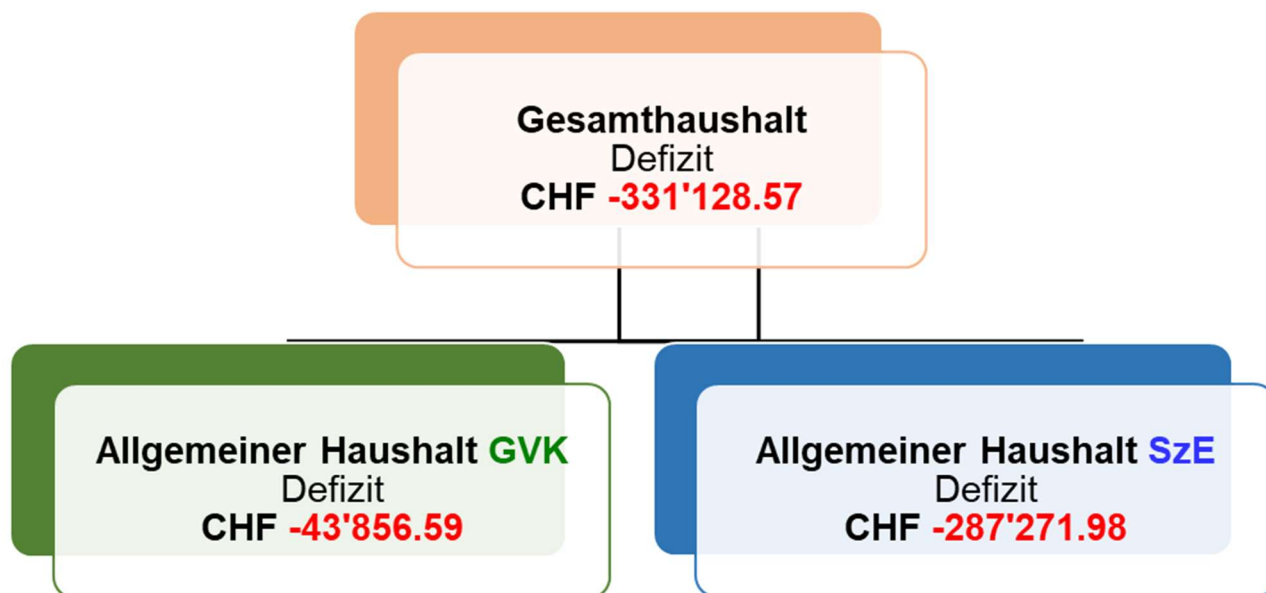 Gesamthaushalt
Defizit
CHF -331'128.57
Allgemeiner Haushalt GVK
Defizit
CHF -43'856.59
Allgemeiner Haushalt SzE
Defizit
CHF -287'271.98